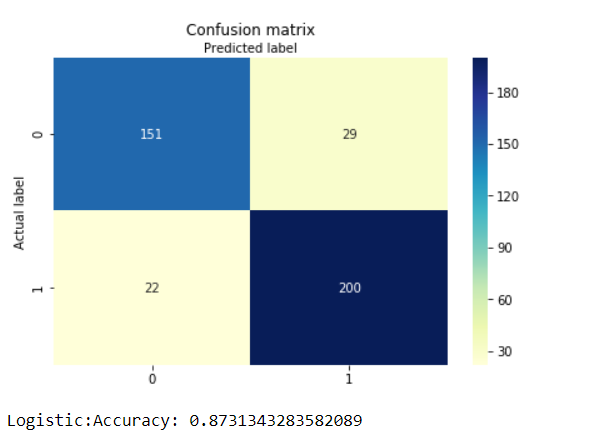 Confusion matrix
Predicted label
180
0 151 29
150
Actual label
120
90
1 22 200
60
30
0 1
Logistic:Accuracy: 0.8731343283582089